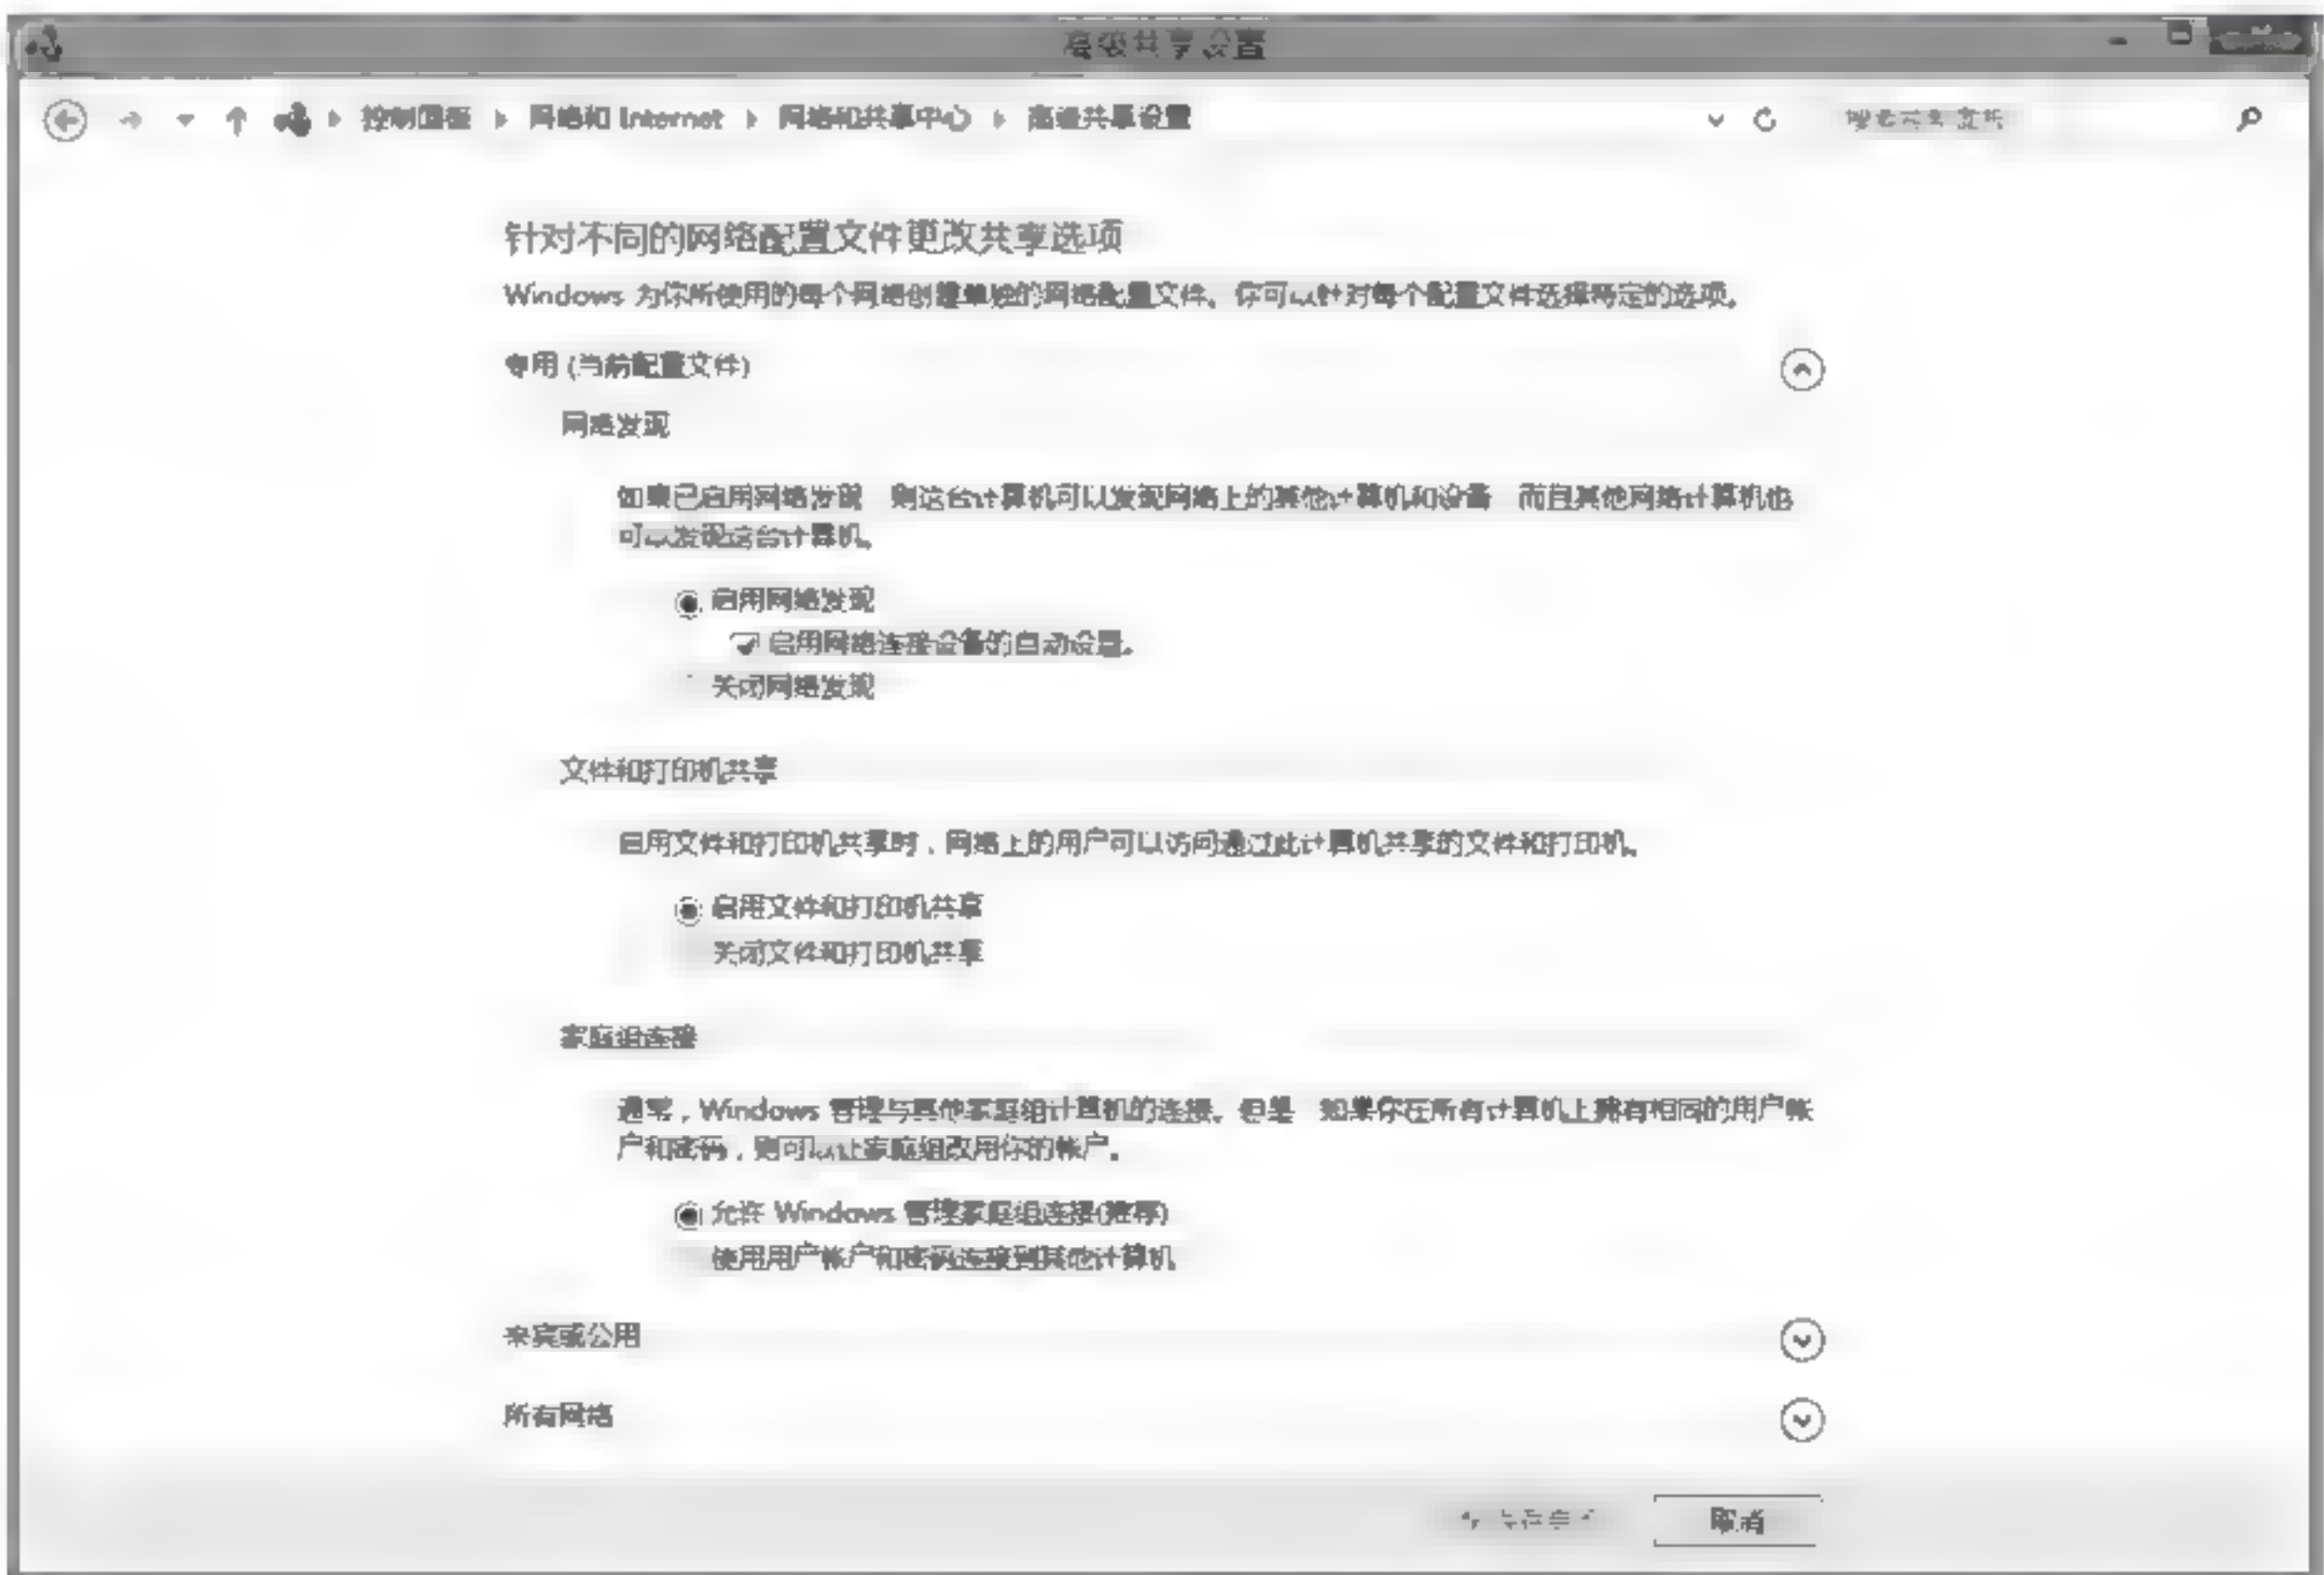 高级共享设置
控制面板 网络和 Internet 网络和共享中心 高级共享设置
搜索控制面板
针对不同的网络配置文件更改共享选项
Windows 为你所使用的每个网络创建单独的网络配置文件。你可以针对每个配置文件选择特定的选项。
专用 (当前配置文件)
网络发现
如果已启用网络发现，则这台计算机可以发现网络上的其他计算机和设备，而且其他网络计算机也
可以发现这台计算机。
启用网络发现
启用网络连接设备的自动设置。
关闭网络发现
文件和打印机共享
启用文件和打印机共享时，网络上的用户可以访问通过此计算机共享的文件和打印机。
启用文件和打印机共享
关闭文件和打印机共享
家庭组连接
通常，Windows 管理与其他家庭组计算机的连接。但是，如果你在所有计算机上拥有相同的用户帐
户和密码，则可以让家庭组改用你的帐户。
允许 Windows 管理家庭组连接(推荐)
使用用户帐户和密码连接到其他计算机
来宾或公用
所有网络
取消